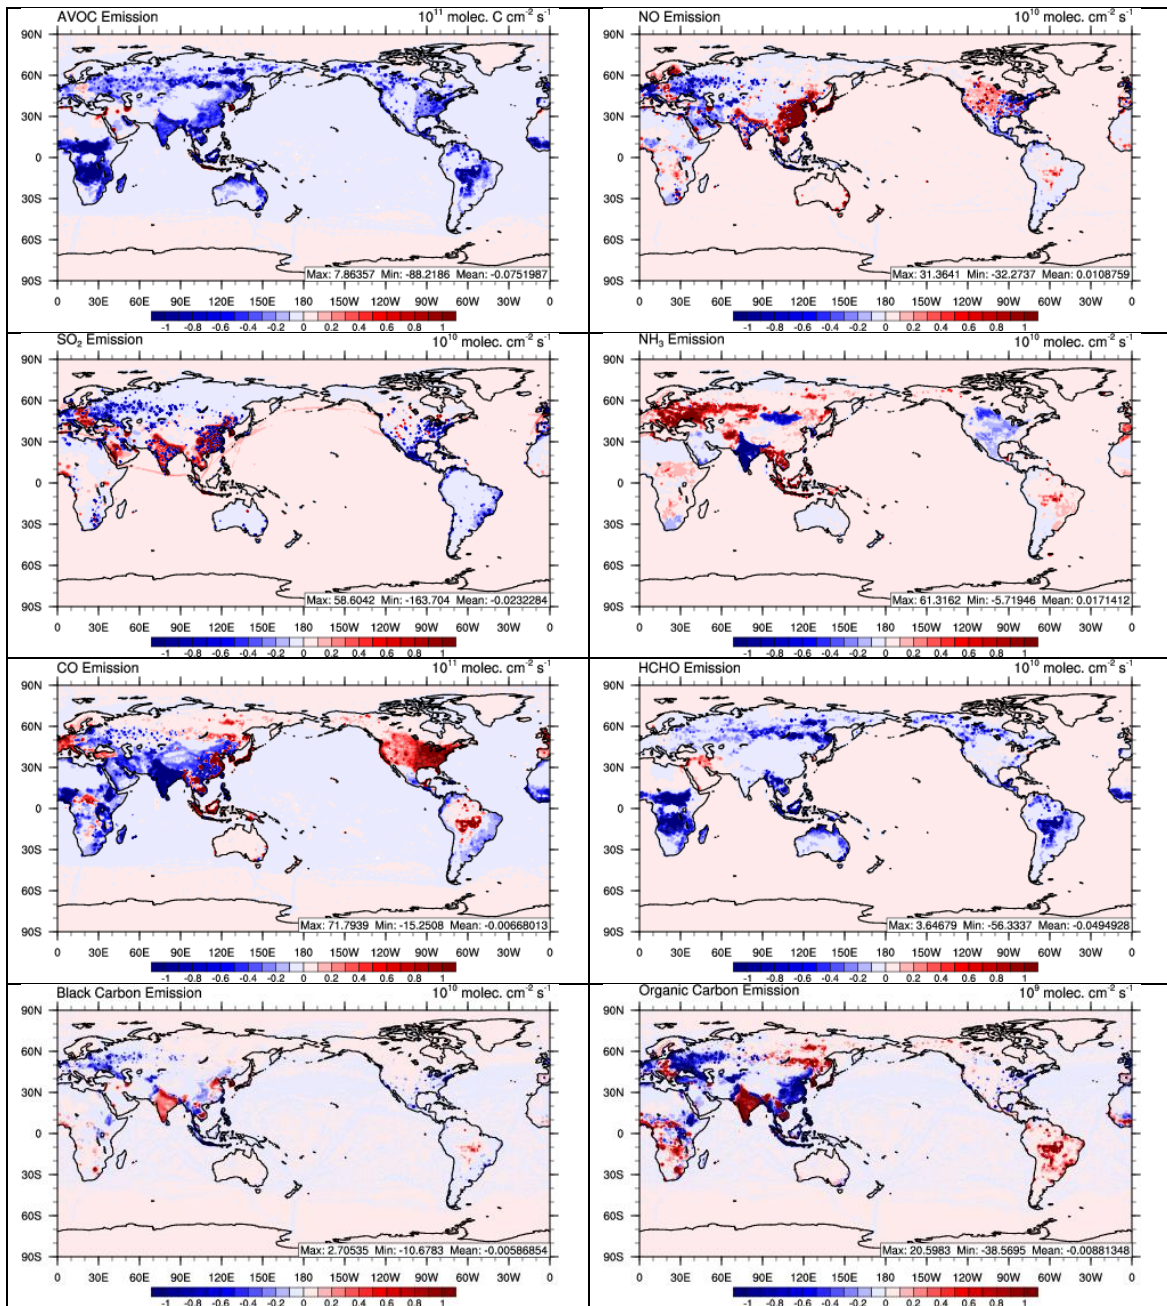 AVOC Emission 10¹¹ molec. C cm⁻² s⁻¹
90N
60N
30N
0
30S
60S
90S
Max: 7.86357 Min: -88.2186 Mean: -0.0751987
0 30E 60E 90E 120E 150E 180 150W 120W 90W 60W 30W 0
-1 -0.8 -0.6 -0.4 -0.2 0 0.2 0.4 0.6 0.8 1
NO Emission 10¹⁰ molec. cm⁻² s⁻¹
90N
60N
30N
0
30S
60S
90S
Max: 31.3641 Min: -32.2737 Mean: 0.0108759
0 30E 60E 90E 120E 150E 180 150W 120W 90W 60W 30W 0
-1 -0.8 -0.6 -0.4 -0.2 0 0.2 0.4 0.6 0.8 1
SO₂ Emission 10¹⁰ molec. cm⁻² s⁻¹
90N
60N
30N
0
30S
60S
90S
Max: 58.6042 Min: -163.704 Mean: -0.0232284
0 30E 60E 90E 120E 150E 180 150W 120W 90W 60W 30W 0
-1 -0.8 -0.6 -0.4 -0.2 0 0.2 0.4 0.6 0.8 1
NH₃ Emission 10¹⁰ molec. cm⁻² s⁻¹
90N
60N
30N
0
30S
60S
90S
Max: 61.3162 Min: -5.71946 Mean: 0.0171412
0 30E 60E 90E 120E 150E 180 150W 120W 90W 60W 30W 0
-1 -0.8 -0.6 -0.4 -0.2 0 0.2 0.4 0.6 0.8 1
CO Emission 10¹¹ molec. cm⁻² s⁻¹
90N
60N
30N
0
30S
60S
90S
Max: 71.7939 Min: -15.2508 Mean: -0.00668013
0 30E 60E 90E 120E 150E 180 150W 120W 90W 60W 30W 0
-1 -0.8 -0.6 -0.4 -0.2 0 0.2 0.4 0.6 0.8 1
HCHO Emission 10¹⁰ molec. cm⁻² s⁻¹
90N
60N
30N
0
30S
60S
90S
Max: 3.64679 Min: -56.3337 Mean: -0.0494928
0 30E 60E 90E 120E 150E 180 150W 120W 90W 60W 30W 0
-1 -0.8 -0.6 -0.4 -0.2 0 0.2 0.4 0.6 0.8 1
Black Carbon Emission 10¹⁰ molec. cm⁻² s⁻¹
90N
60N
30N
0
30S
60S
90S
Max: 2.70535 Min: -10.6783 Mean: -0.00586854
0 30E 60E 90E 120E 150E 180 150W 120W 90W 60W 30W 0
-1 -0.8 -0.6 -0.4 -0.2 0 0.2 0.4 0.6 0.8 1
Organic Carbon Emission 10⁹ molec. cm⁻² s⁻¹
90N
60N
30N
0
30S
60S
90S
Max: 20.5983 Min: -38.5695 Mean: -0.00881348
0 30E 60E 90E 120E 150E 180 150W 120W 90W 60W 30W 0
-1 -0.8 -0.6 -0.4 -0.2 0 0.2 0.4 0.6 0.8 1